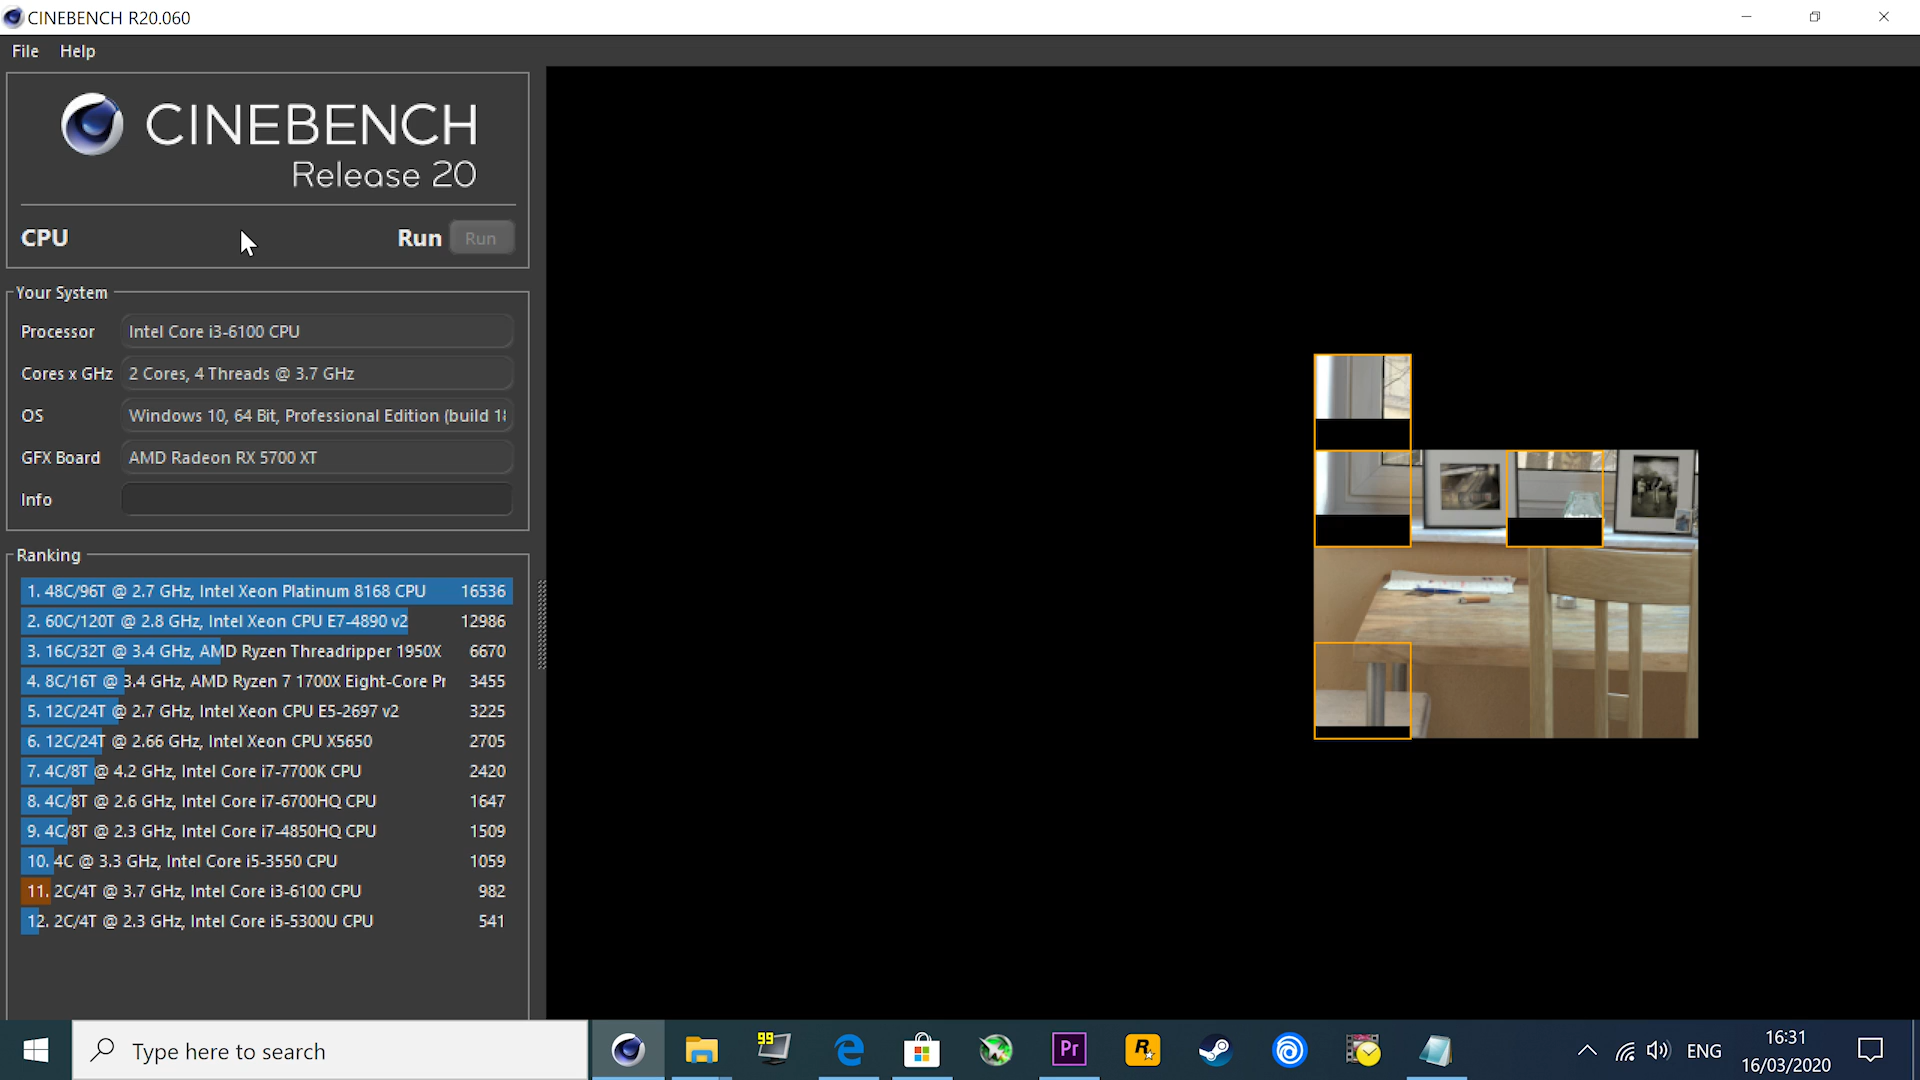 CINEBENCH R20.060
File Help
CINEBENCH
Release 20
CPU Run Run
Your System
Processor Intel Core i3-6100 CPU
Cores x GHz 2 Cores, 4 Threads @ 3.7 GHz
OS Windows 10, 64 Bit, Professional Edition (build 18
GFX Board AMD Radeon RX 5700 XT
Info
Ranking
1. 48C/96T @ 2.7 GHz, Intel Xeon Platinum 8168 CPU 16536
2. 60C/120T @ 2.8 GHz, Intel Xeon CPU E7-4890 v2 12986
3. 16C/32T @ 3.4 GHz, AMD Ryzen Threadripper 1950X 6670
4. 8C/16T @ 3.4 GHz, AMD Ryzen 7 1700X Eight-Core Pr 3455
5. 12C/24T @ 2.7 GHz, Intel Xeon CPU E5-2697 v2 3225
6. 12C/24T @ 2.66 GHz, Intel Xeon CPU X5650 2705
7. 4C/8T @ 4.2 GHz, Intel Core i7-7700K CPU 2420
8. 4C/8T @ 2.6 GHz, Intel Core i7-6700HQ CPU 1647
9. 4C/8T @ 2.3 GHz, Intel Core i7-4850HQ CPU 1509
10. 4C @ 3.3 GHz, Intel Core i5-3550 CPU 1059
11. 2C/4T @ 3.7 GHz, Intel Core i3-6100 CPU 982
12. 2C/4T @ 2.3 GHz, Intel Core i5-5300U CPU 541
Type here to search
99
Pr
R
ENG
16:31
16/03/2020